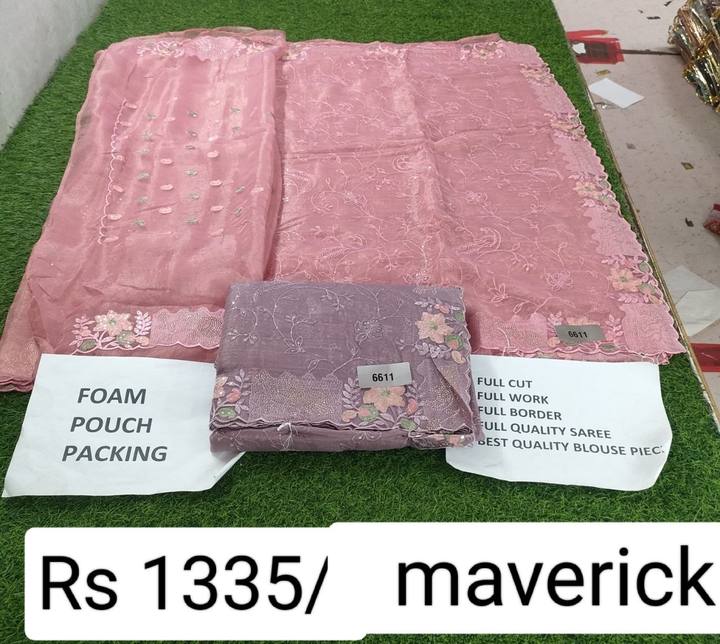 6611
6611
FOAM
POUCH
PACKING
FULL CUT
FULL WORK
FULL BORDER
FULL QUALITY SAREE
BEST QUALITY BLOUSE PIEC
Rs 1335/
maverick